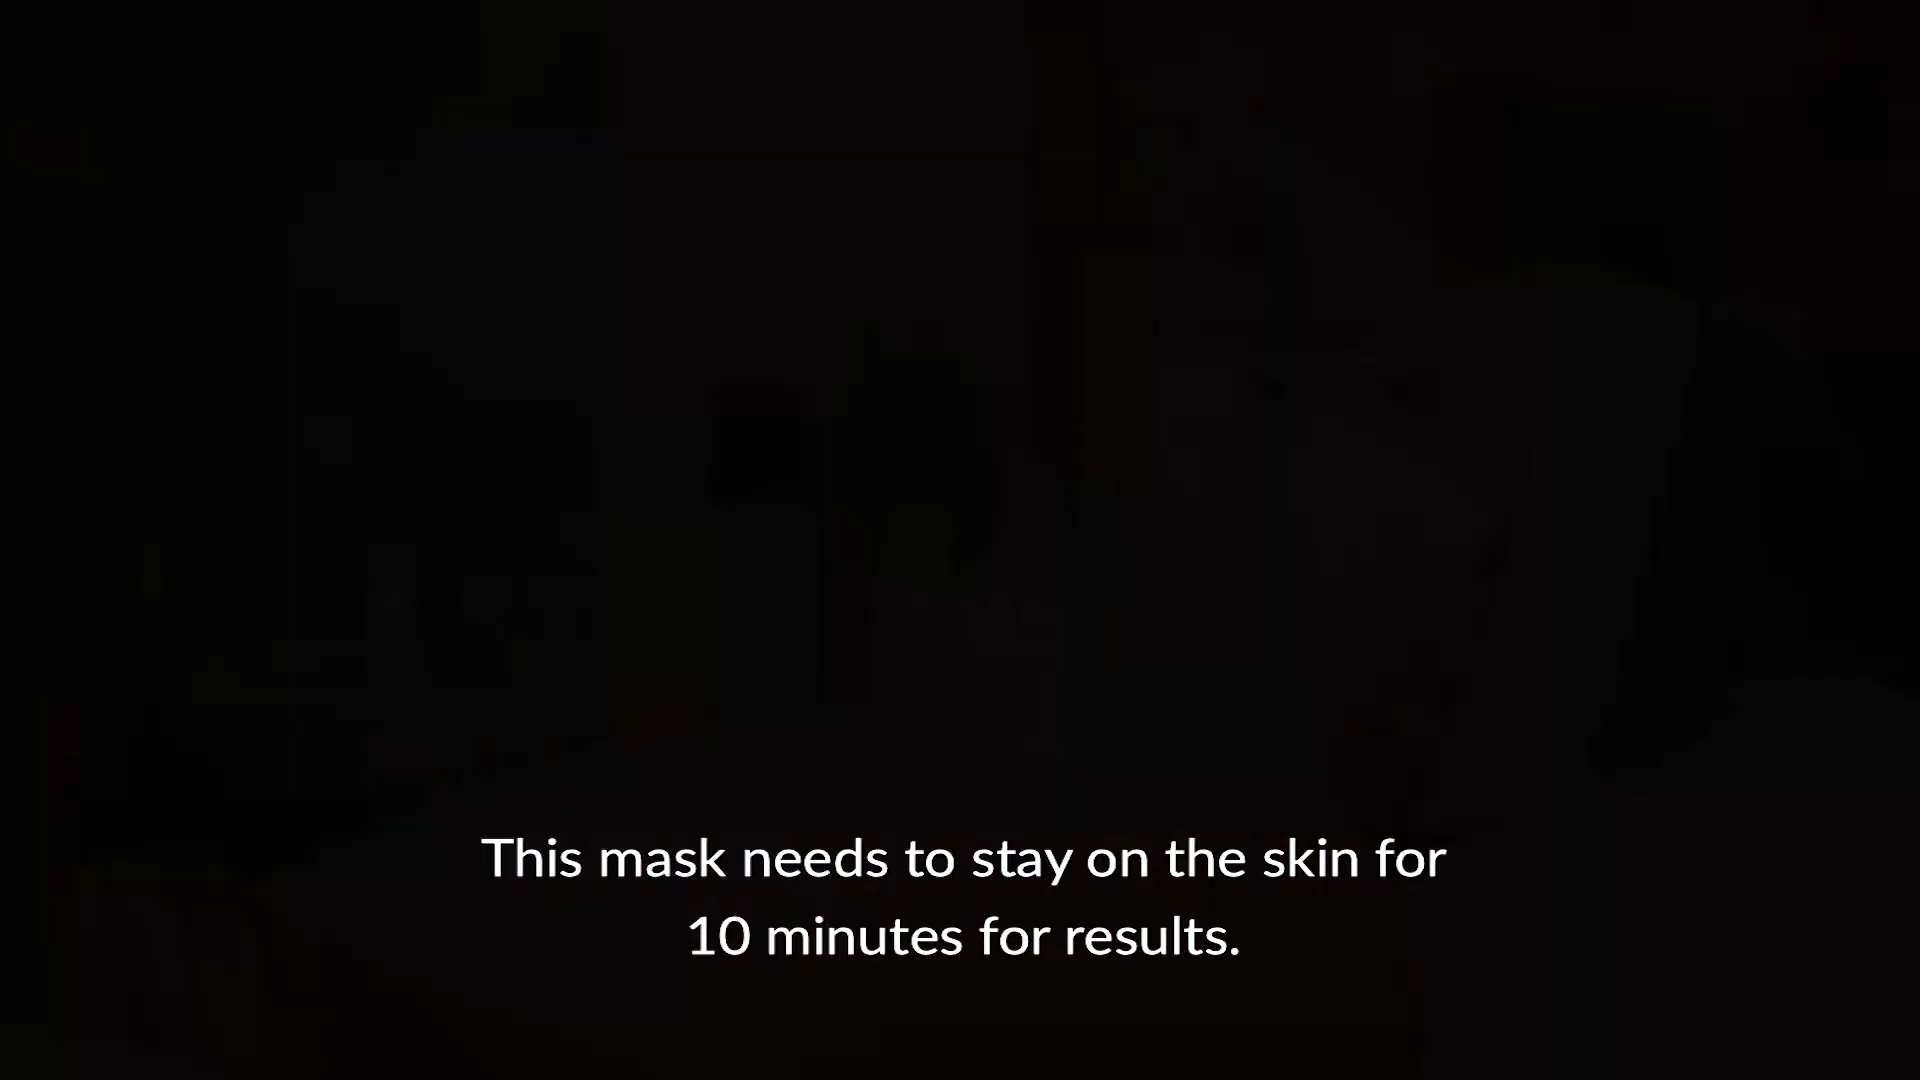 This mask needs to stay on the skin for
10 minutes for results.